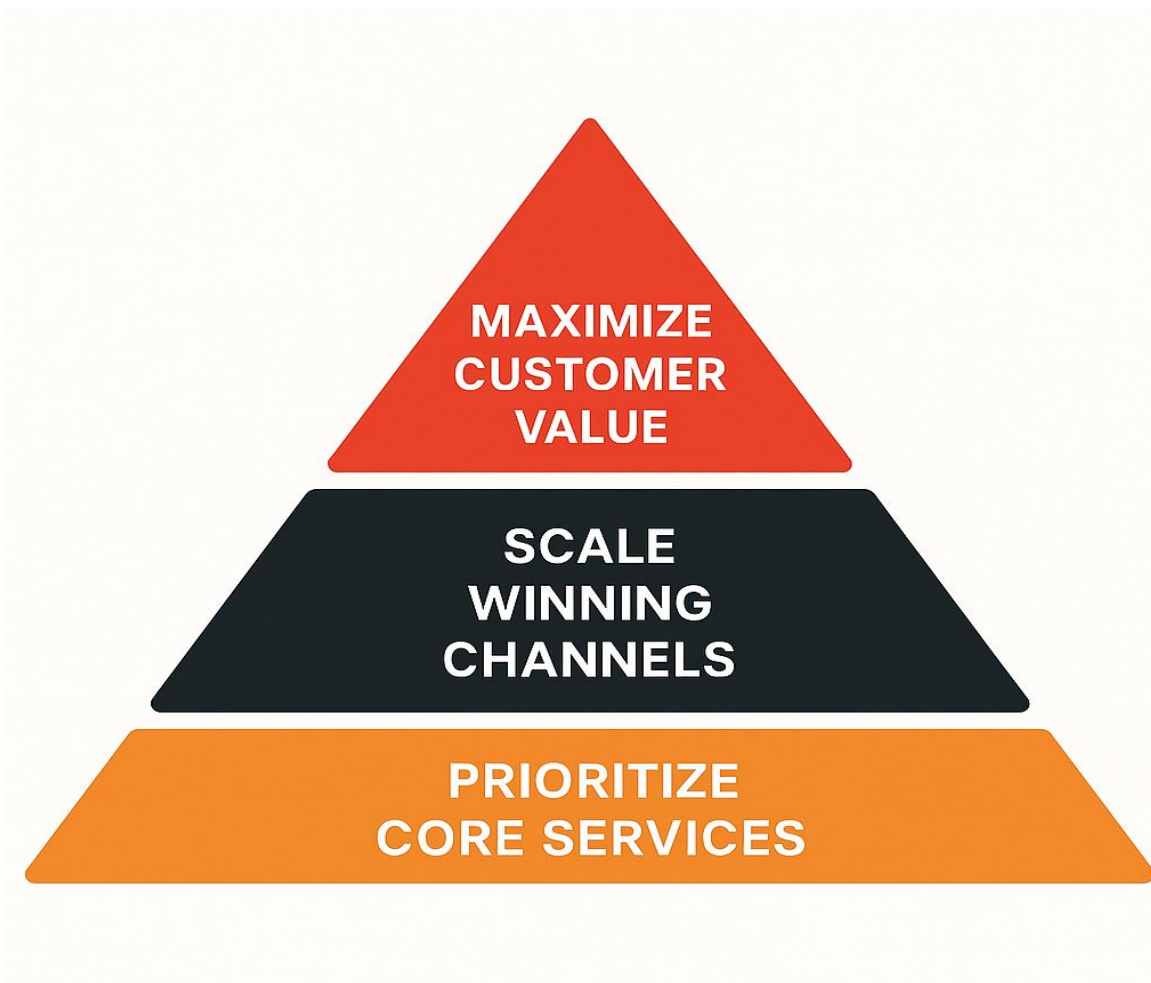 MAXIMIZE
CUSTOMER
VALUE
SCALE
WINNING
CHANNELS
PRIORITIZE
CORE SERVICES